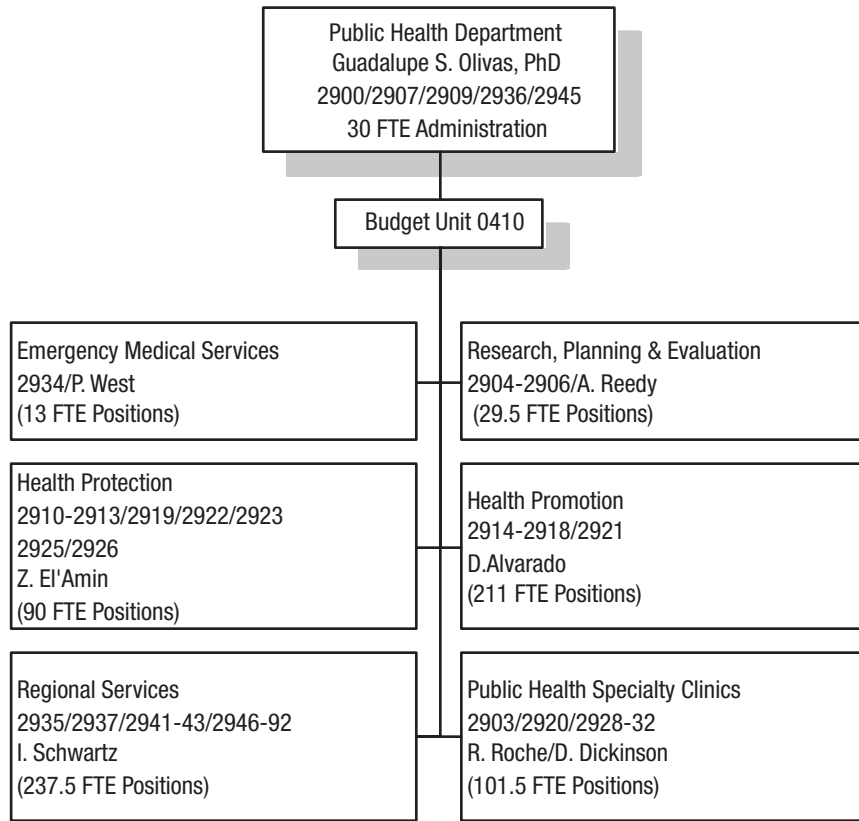 Public Health Department
Guadalupe S. Olivas, PhD
2900/2907/2909/2936/2945
30 FTE Administration
Budget Unit 0410
Emergency Medical Services
2934/P. West
(13 FTE Positions)
Research, Planning & Evaluation
2904-2906/A. Reedy
(29.5 FTE Positions)
Health Protection
2910-2913/2919/2922/2923
2925/2926
Z. El'Amin
(90 FTE Positions)
Health Promotion
2914-2918/2921
D.Alvarado
(211 FTE Positions)
Regional Services
2935/2937/2941-43/2946-92
I. Schwartz
(237.5 FTE Positions)
Public Health Specialty Clinics
2903/2920/2928-32
R. Roche/D. Dickinson
(101.5 FTE Positions)